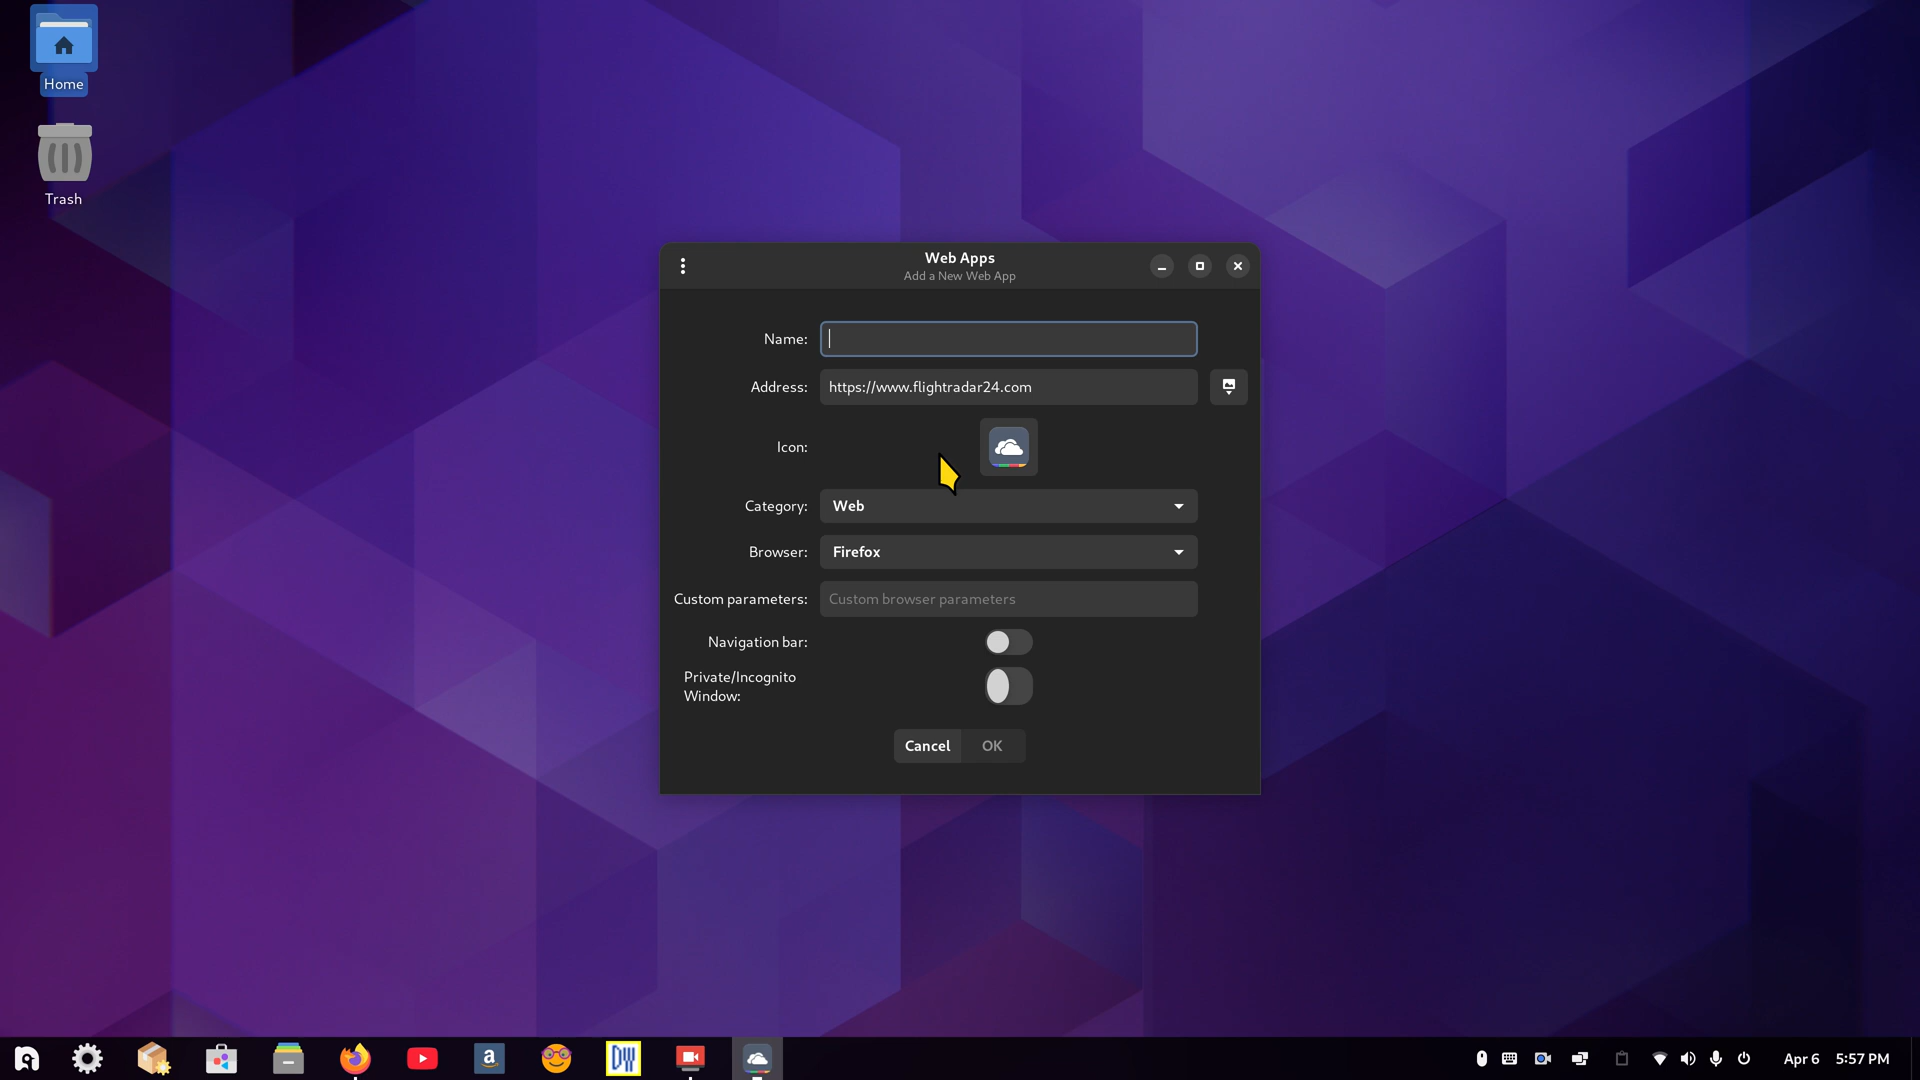 Home
Trash
Web Apps
Add a New Web App
Name:
Address: https://www.flightradar24.com
Icon:
Category: Web
Browser: Firefox
Custom parameters: Custom browser parameters
Navigation bar:
Private/Incognito
Window:
Cancel OK
a DW Apr 6 5:57 PM